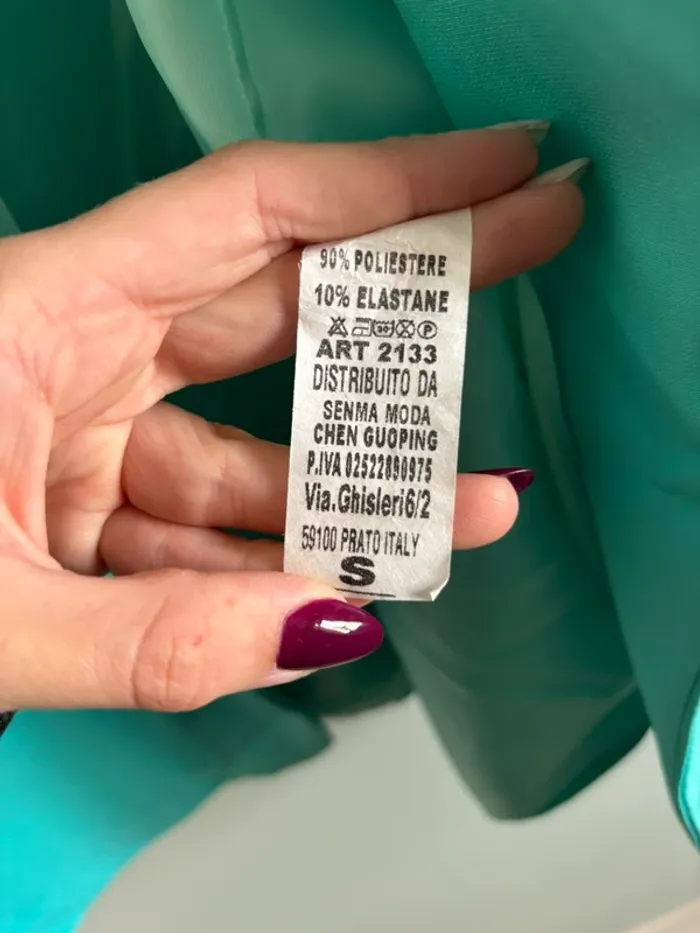 90% POLIESTERE
10% ELASTANE
30 P
ART 2133
DISTRIBUITO DA
SENMA MODA
CHEN GUOPING
P.IVA 02522890975
Via.Ghisleri6/2
59100 PRATO ITALY
S